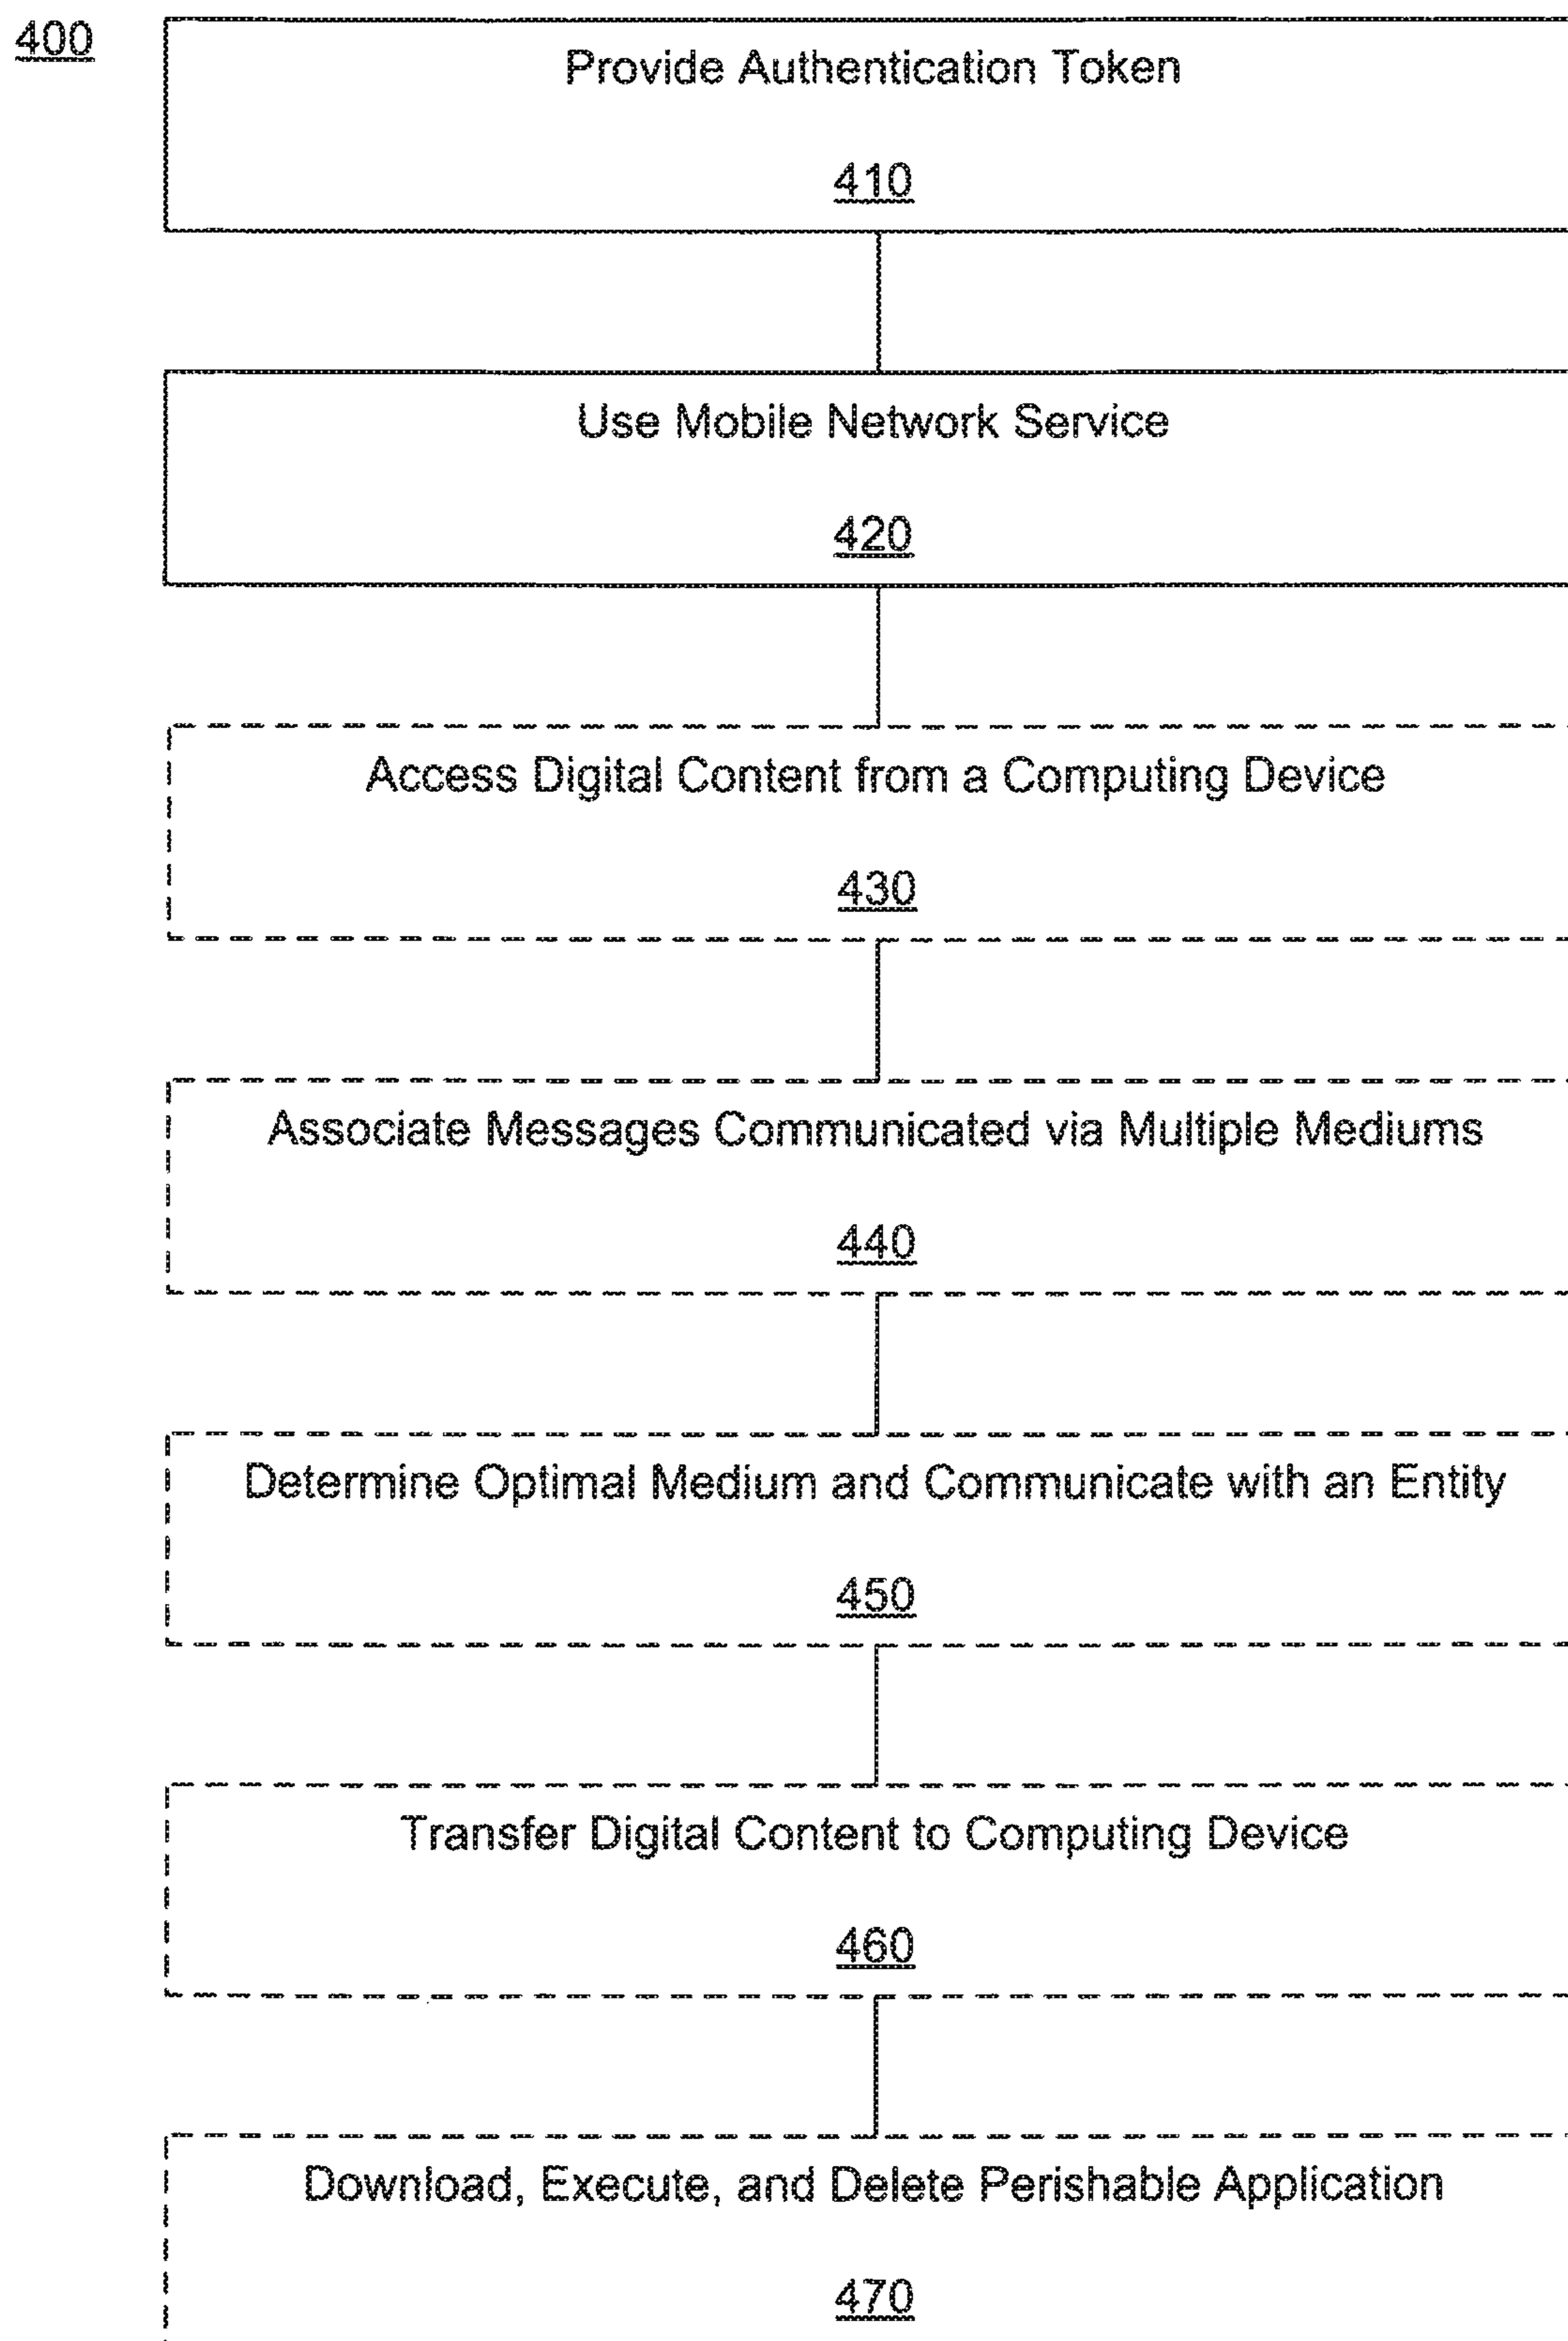 400
Provide Authentication Token
410
Use Mobile Network Service
420
Access Digital Content from a Computing Device
430
Associate Messages Communicated via Multiple Mediums
440
Determine Optimal Medium and Communicate with an Entity
450
Transfer Digital Content to Computing Device
460
Download, Execute, and Delete Perishable Application
470